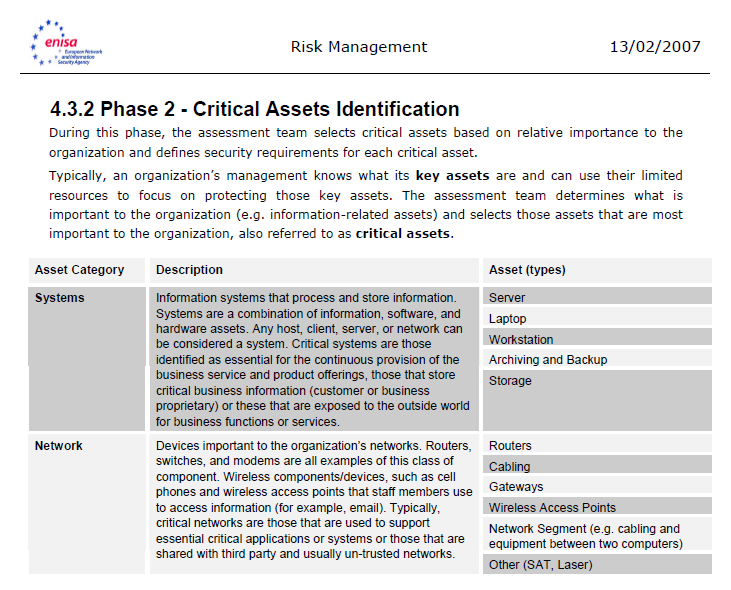 enisa
European Network
and Information
Security Agency
Risk Management
13/02/2007
4.3.2 Phase 2 - Critical Assets Identification
During this phase, the assessment team selects critical assets based on relative importance to the
organization and defines security requirements for each critical asset.
Typically, an organization's management knows what its key assets are and can use their limited
resources to focus on protecting those key assets. The assessment team determines what is
important to the organization (e.g. information-related assets) and selects those assets that are most
important to the organization, also referred to as critical assets.
Asset Category
Description
Asset (types)
Systems
Information systems that process and store information.
Systems are a combination of information, software, and
hardware assets. Any host, client, server, or network can
be considered a system. Critical systems are those
identified as essential for the continuous provision of the
business service and product offerings, those that store
critical business information (customer or business
proprietary) or these that are exposed to the outside world
for business functions or services.
Server
Laptop
Workstation
Archiving and Backup
Storage
Network
Devices important to the organization's networks. Routers,
switches, and modems are all examples of this class of
component. Wireless components/devices, such as cell
phones and wireless access points that staff members use
to access information (for example, email). Typically,
critical networks are those that are used to support
essential critical applications or systems or those that are
shared with third party and usually un-trusted networks.
Routers
Cabling
Gateways
Wireless Access Points
Network Segment (e.g. cabling and
equipment between two computers)
Other (SAT, Laser)